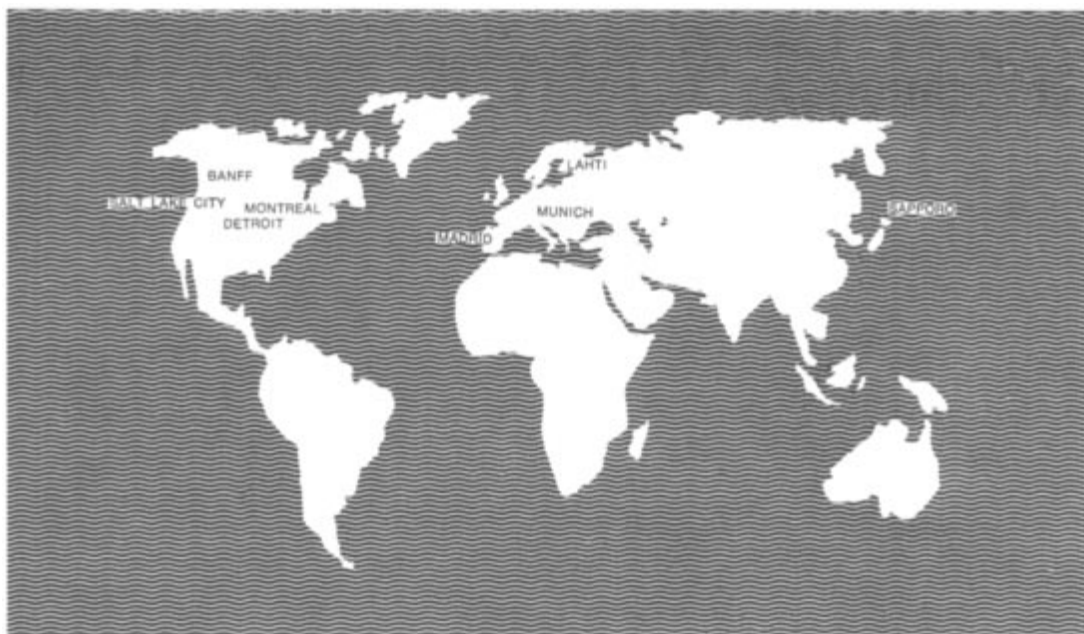 BANFF
LAHTI
SALT LAKE CITY
MONTREAL
DETROIT
MUNICH
SAPPORO
MADRID